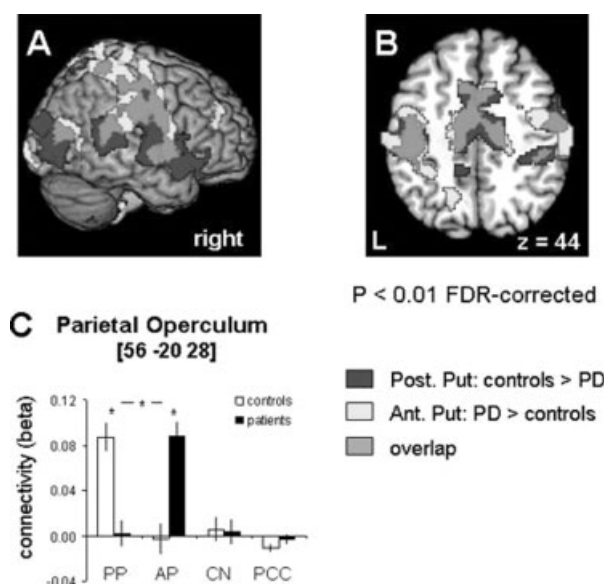 A
B
right
L
z = 44
P < 0.01 FDR-corrected
C Parietal Operculum
[56 -20 28]
Post. Put: controls > PD
Ant. Put: PD > controls
overlap
controls
patients
* - * - *
connectivity (beta)
0.12
0.08
0.04
0.00
-0.04
PP AP CN PCC